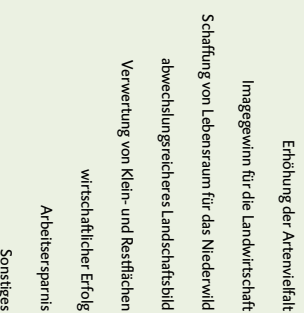 Erhöhung der Artenvielfalt
Imagegewinn für die Landwirtschaft
Schaffung von Lebensraum für das Niederwild
abwechslungsreicheres Landschaftsbild
Verwertung von Klein- und Restflächen
wirtschaftlicher Erfolg
Arbeitsersparnis
Sonstiges